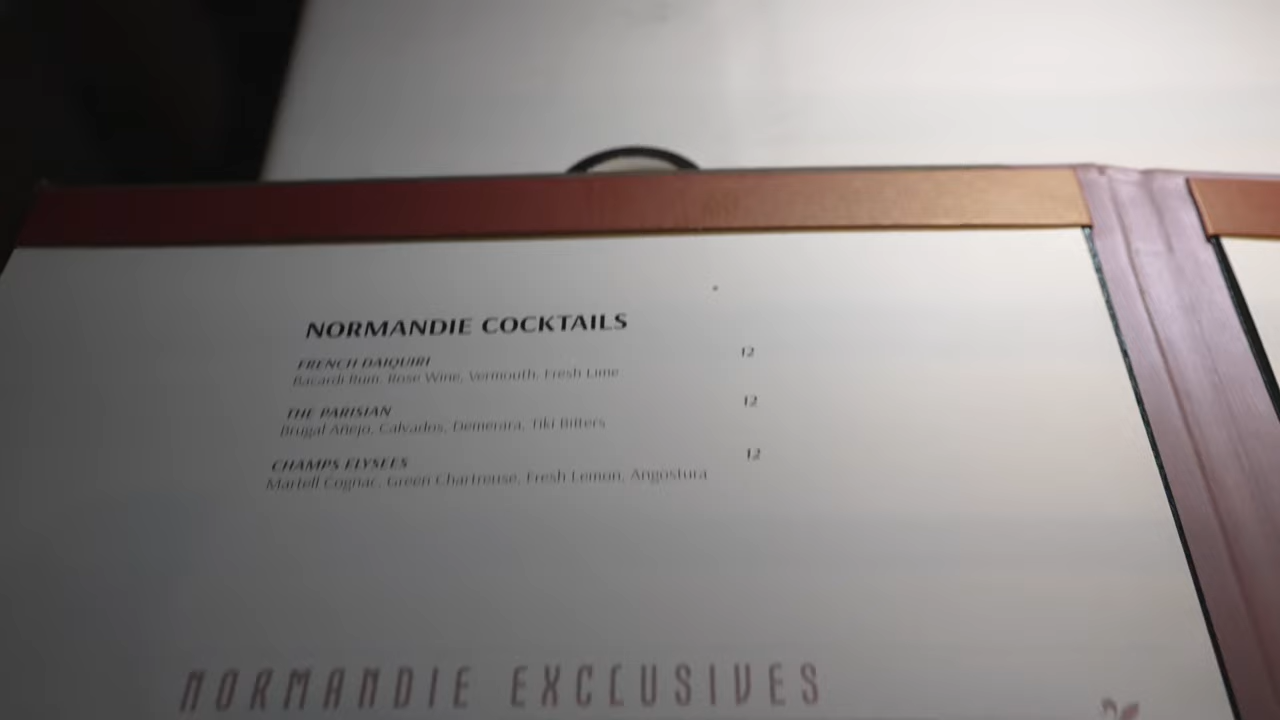 NORMANDIE COCKTAILS
FRENCH DAIQUIRI 12
Bacardi Rum, Rose Wine, Vermouth, Fresh Lime
THE PARISIAN 12
Brugal Añejo, Calvados, Demerara, Tiki Bitters
CHAMPS ELYSEES 12
Martell Cognac, Green Chartreuse, Fresh Lemon, Angostura
NORMANDIE EXCLUSIVES